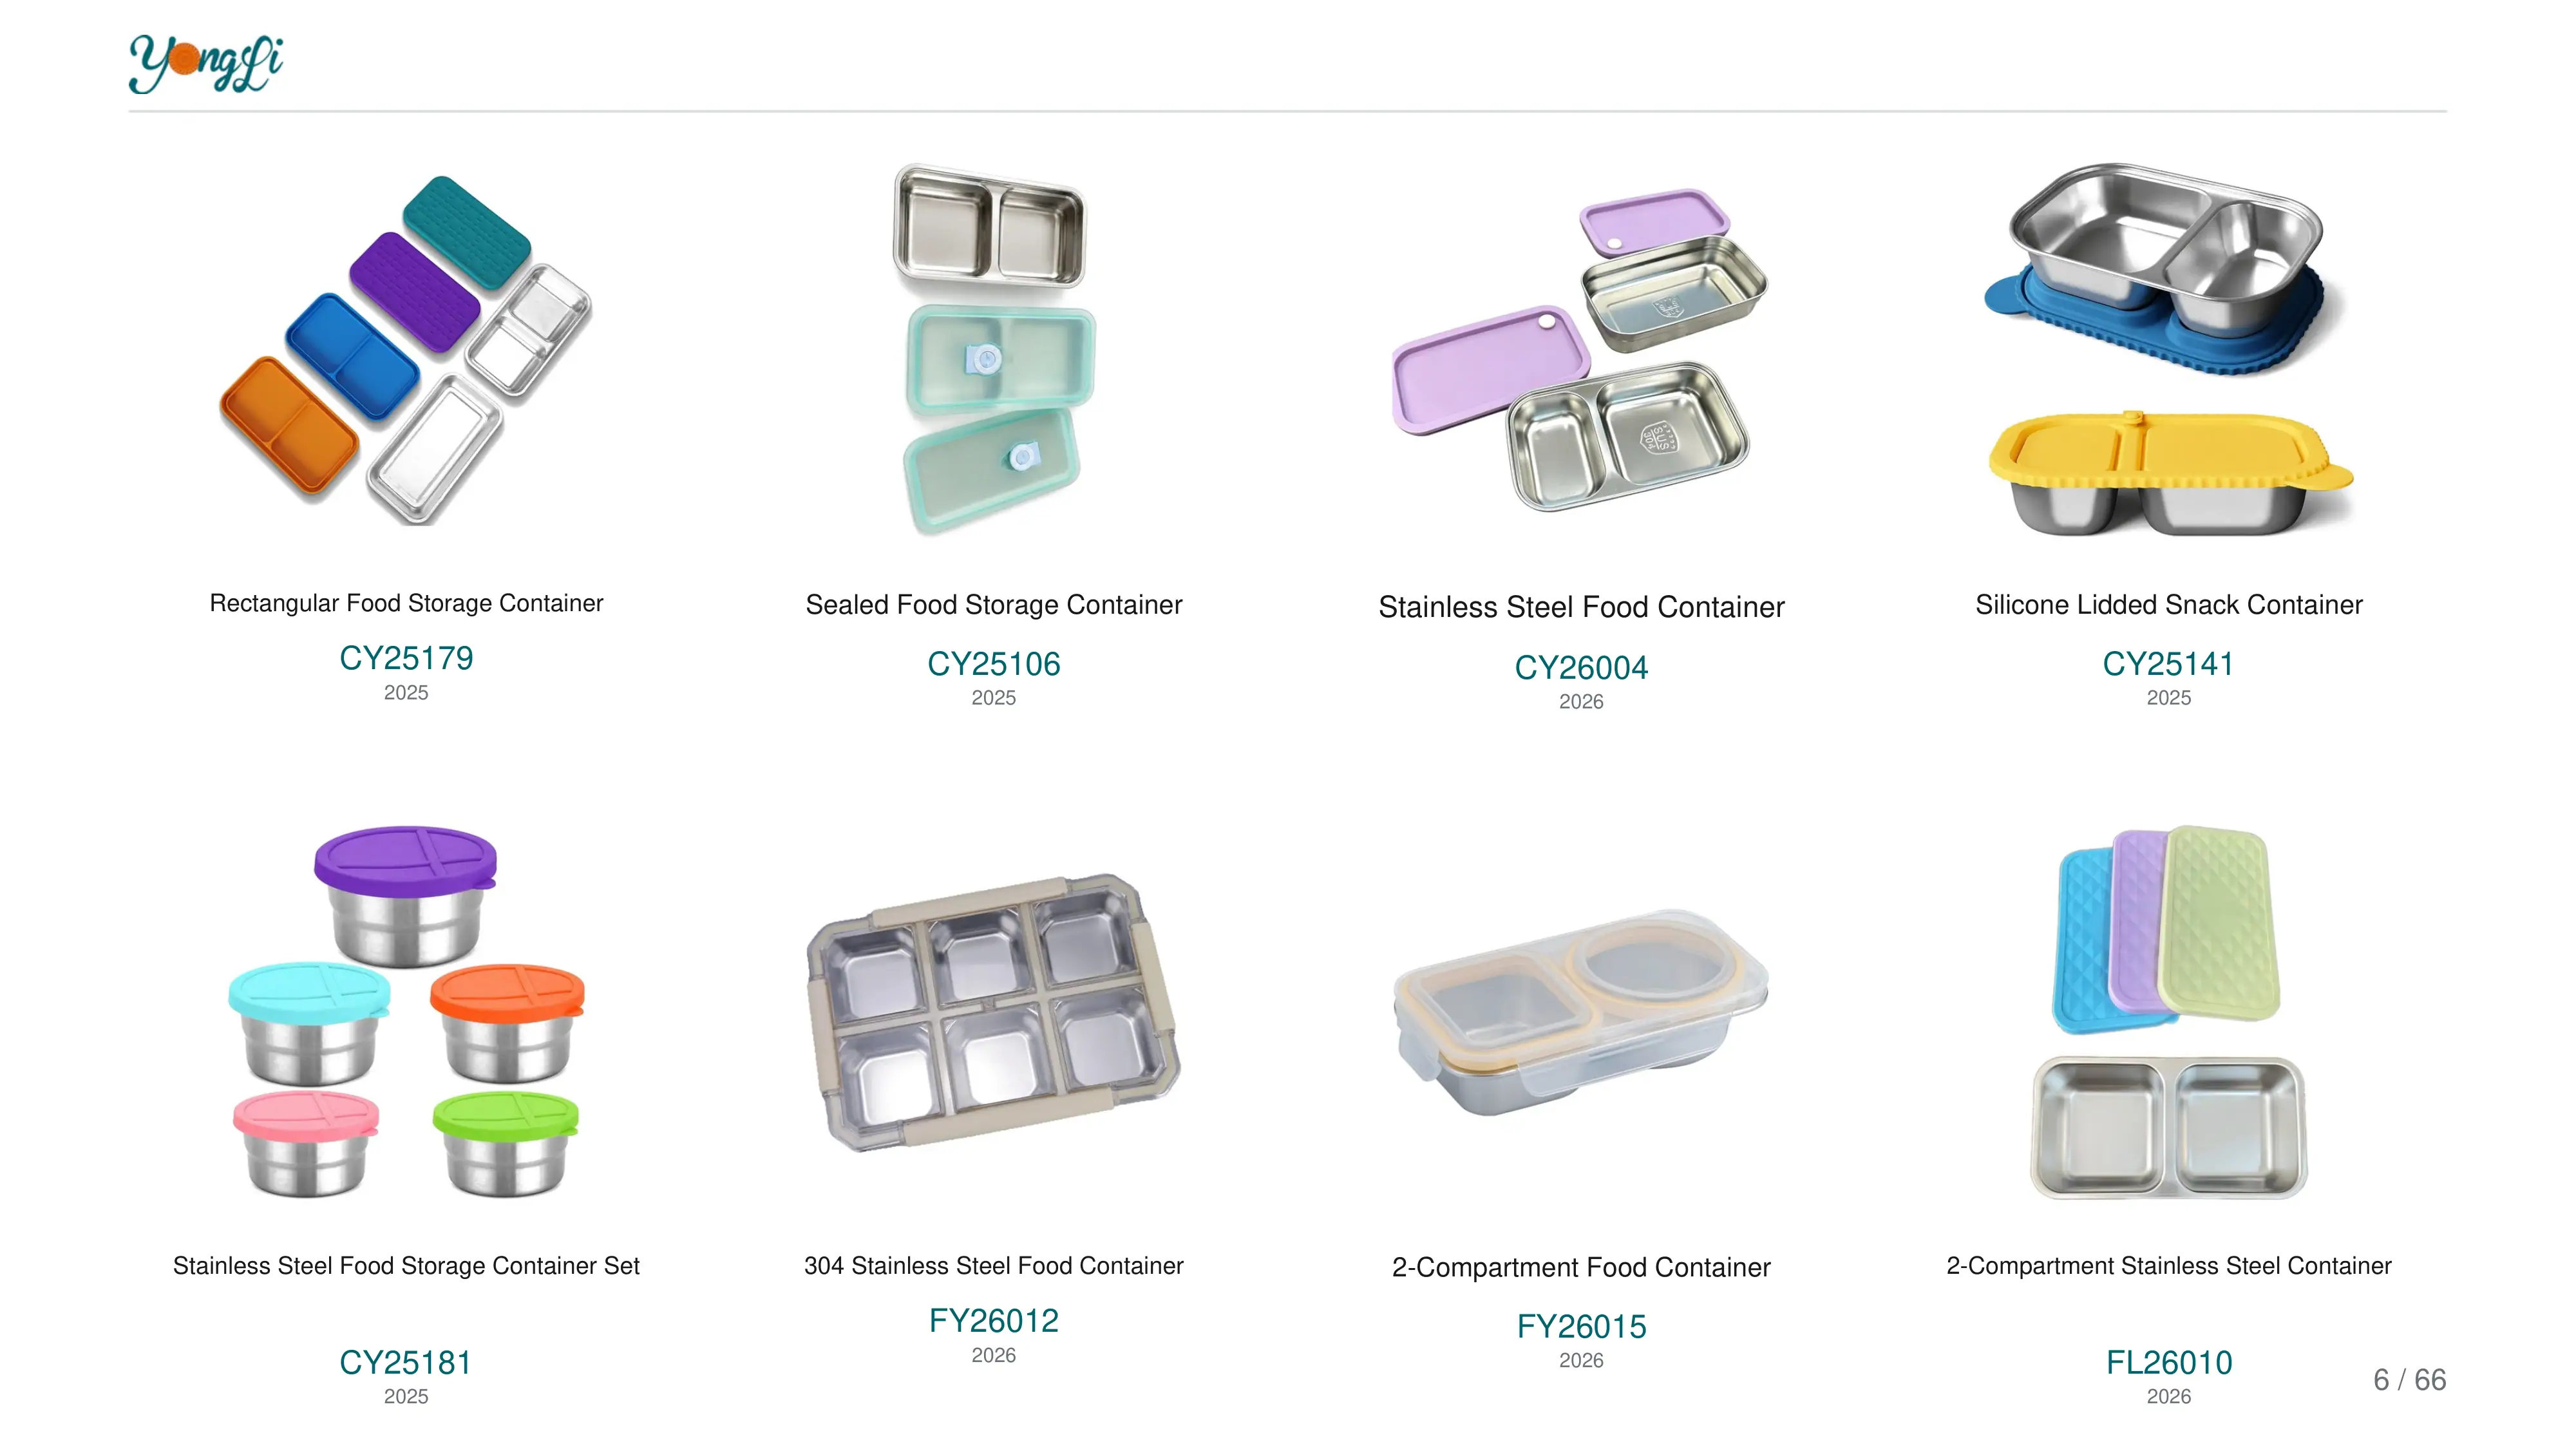 YongLi
Rectangular Food Storage Container
CY25179
2025
Sealed Food Storage Container
CY25106
2025
Stainless Steel Food Container
CY26004
2026
Silicone Lidded Snack Container
CY25141
2025
Stainless Steel Food Storage Container Set
CY25181
2025
304 Stainless Steel Food Container
FY26012
2026
2-Compartment Food Container
FY26015
2026
2-Compartment Stainless Steel Container
FL26010
2026
6 / 66